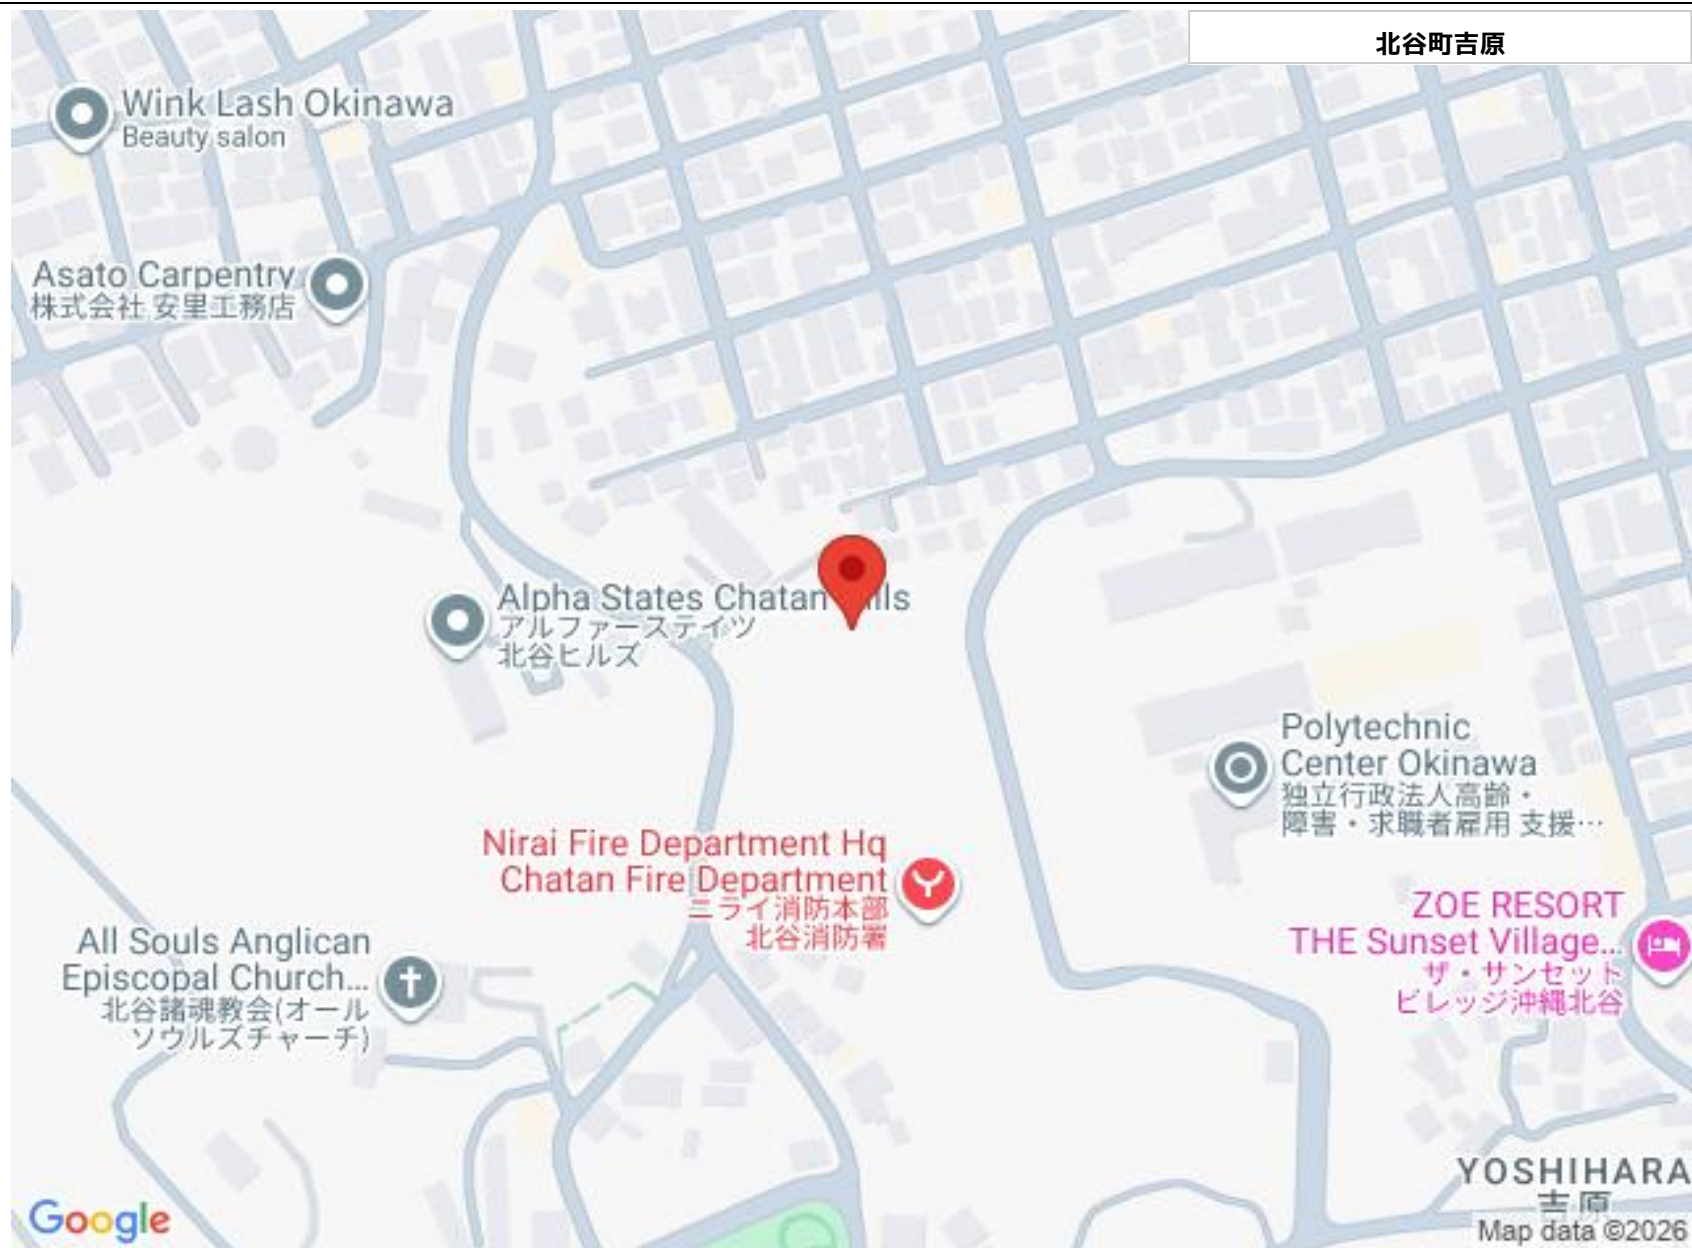 北谷町吉原
Wink Lash Okinawa
Beauty salon
Asato Carpentry
株式会社 安里工務店
Alpha States Chatan ills
アルファーステイツ
北谷ヒルズ
Polytechnic
Center Okinawa
独立行政法人高齢・
障害・求職者雇用 支援…
Nirai Fire Department Hq
Chatan Fire Department
ニライ消防本部
北谷消防署
ZOE RESORT
THE Sunset Village...
ザ・サンセット
ビレッジ沖縄北谷
All Souls Anglican
Episcopal Church...
北谷諸魂教会(オール
ソウルズチャーチ)
YOSHIHARA
吉原
Google
Map data ©2026